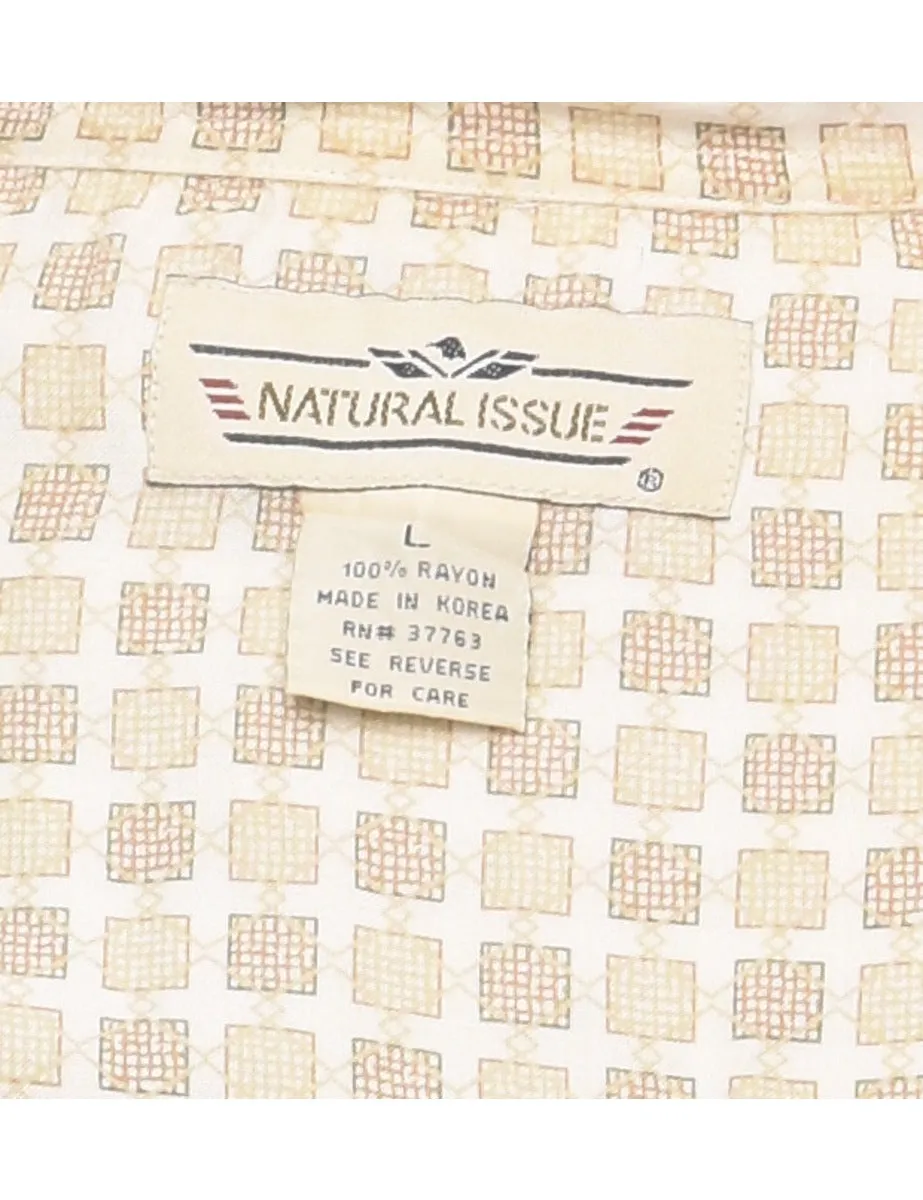 NATURAL ISSUE
®
L
100% RAYON
MADE IN KOREA
RN# 37763
SEE REVERSE
FOR CARE